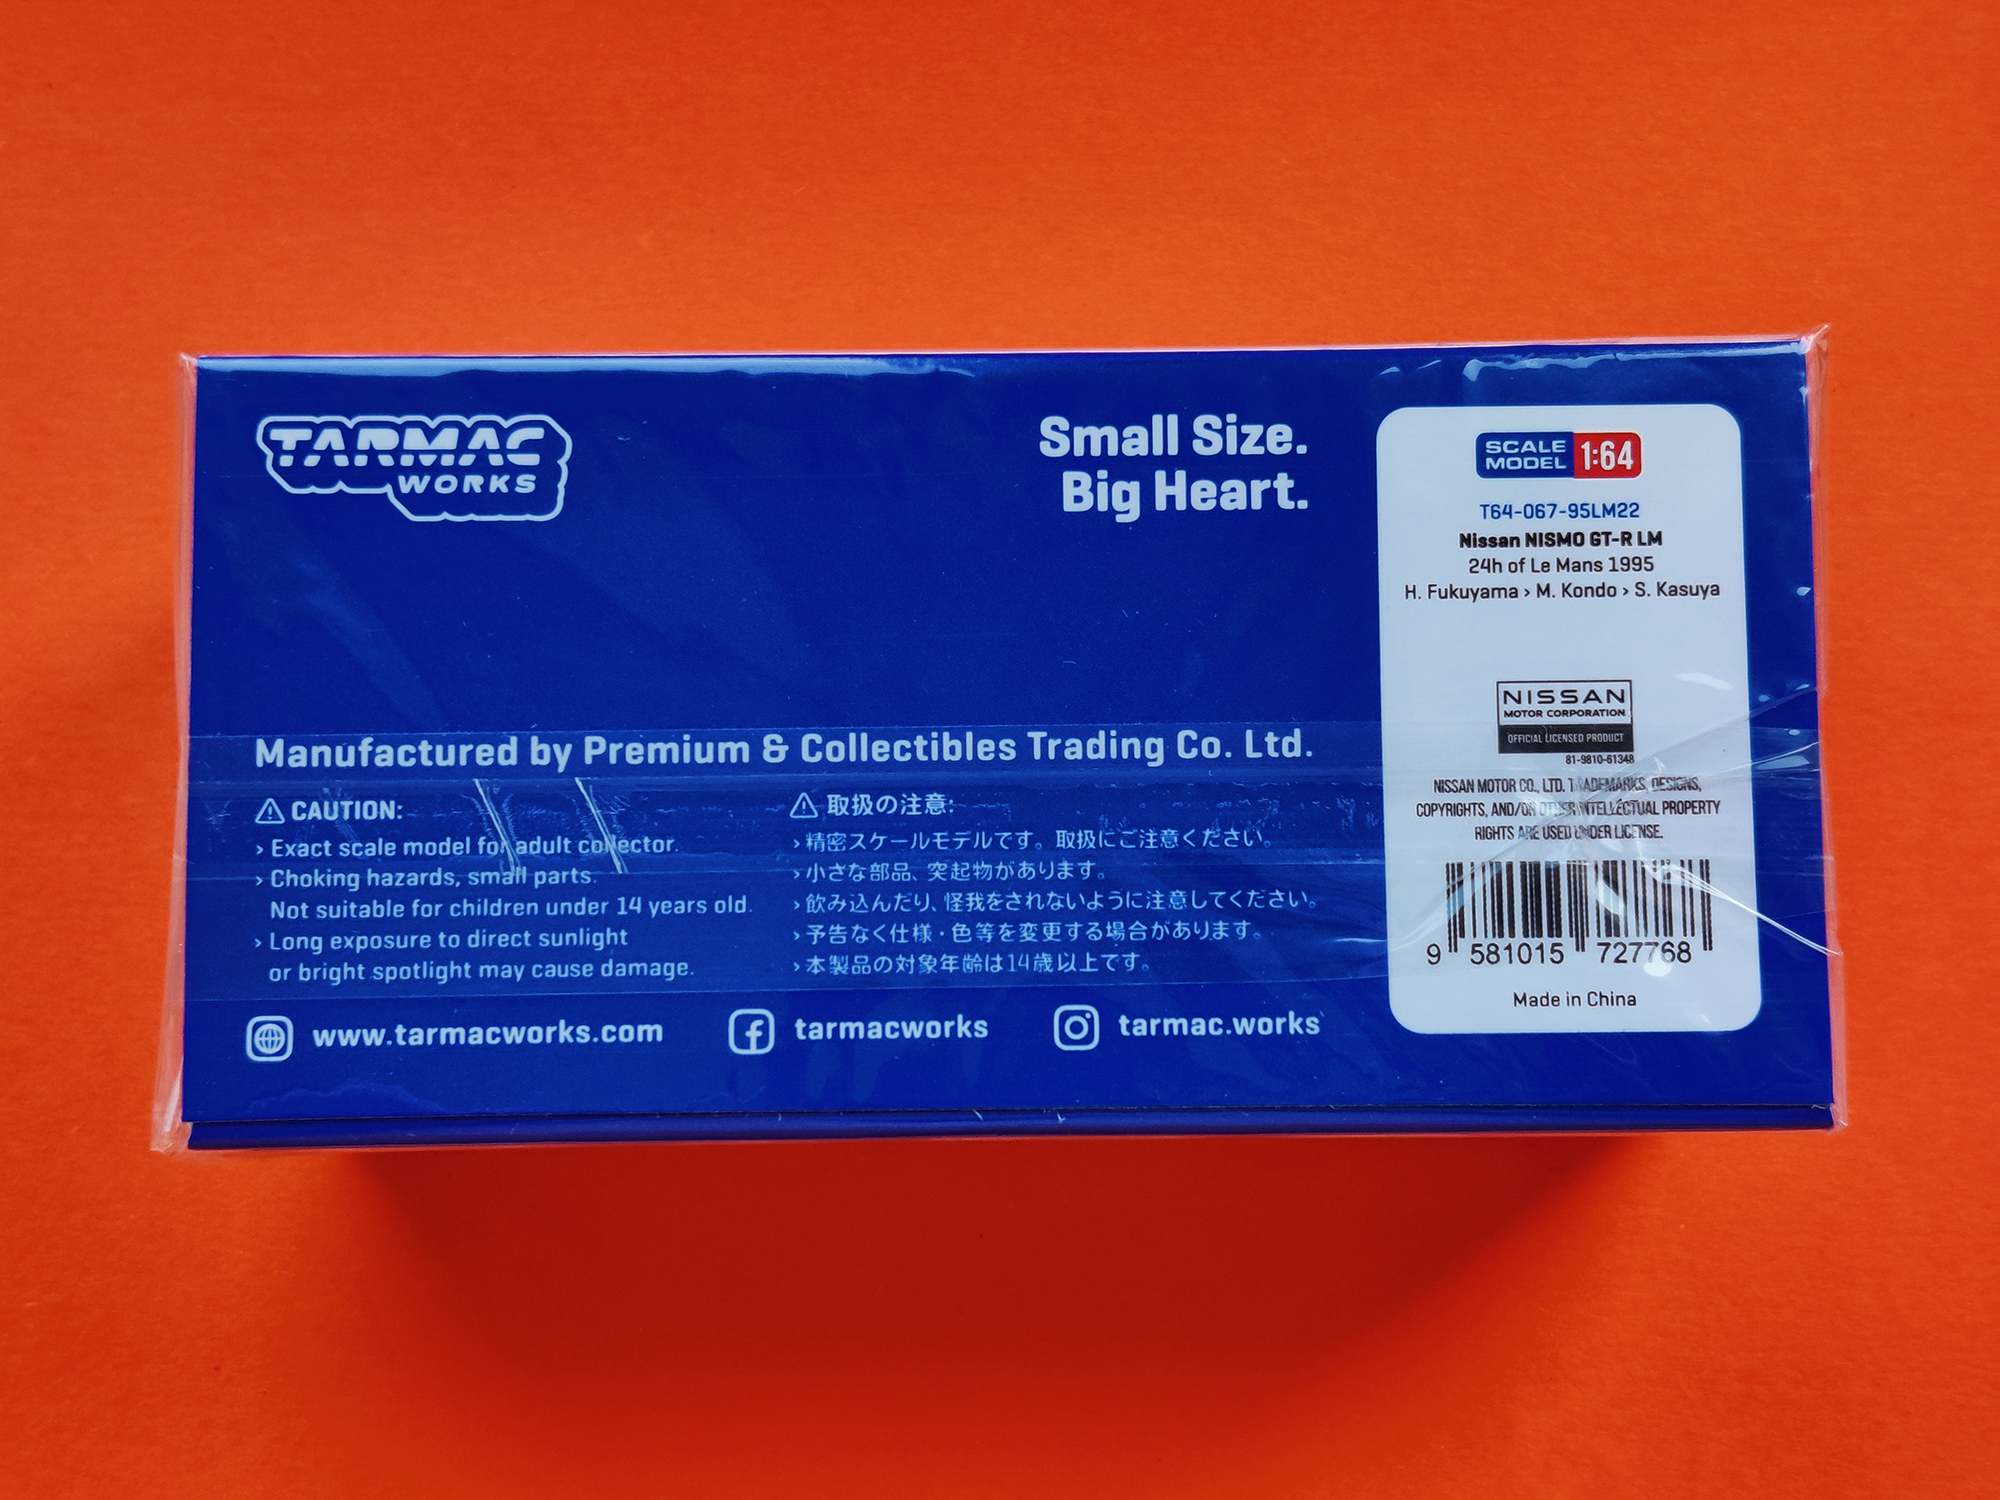 TARMAC
WORKS
Small Size.
Big Heart.
Manufactured by Premium & Collectibles Trading Co. Ltd.
CAUTION:
› Exact scale model for adult collector.
› Choking hazards, small parts.
Not suitable for children under 14 years old.
› Long exposure to direct sunlight
or bright spotlight may cause damage.
取扱の注意:
› 精密スケールモデルです。取扱にご注意ください。
› 小さな部品、突起物があります。
› 飲み込んだり、怪我をされないように注意してください。
› 予告なく仕様・色等を変更する場合があります。
› 本製品の対象年齢は14歳以上です。
www.tarmacworks.com
tarmacworks
tarmac.works
SCALE
MODEL 1:64
T64-067-95LM22
Nissan NISMO GT-R LM
24h of Le Mans 1995
H. Fukuyama › M. Kondo › S. Kasuya
NISSAN
MOTOR CORPORATION
OFFICIAL LICENSED PRODUCT
81-9810-61348
NISSAN MOTOR CO., LTD. TRADEMARKS, DESIGNS,
COPYRIGHTS, AND/OR OTHER INTELLECTUAL PROPERTY
RIGHTS ARE USED UNDER LICENSE.
9 581015 727768
Made in China